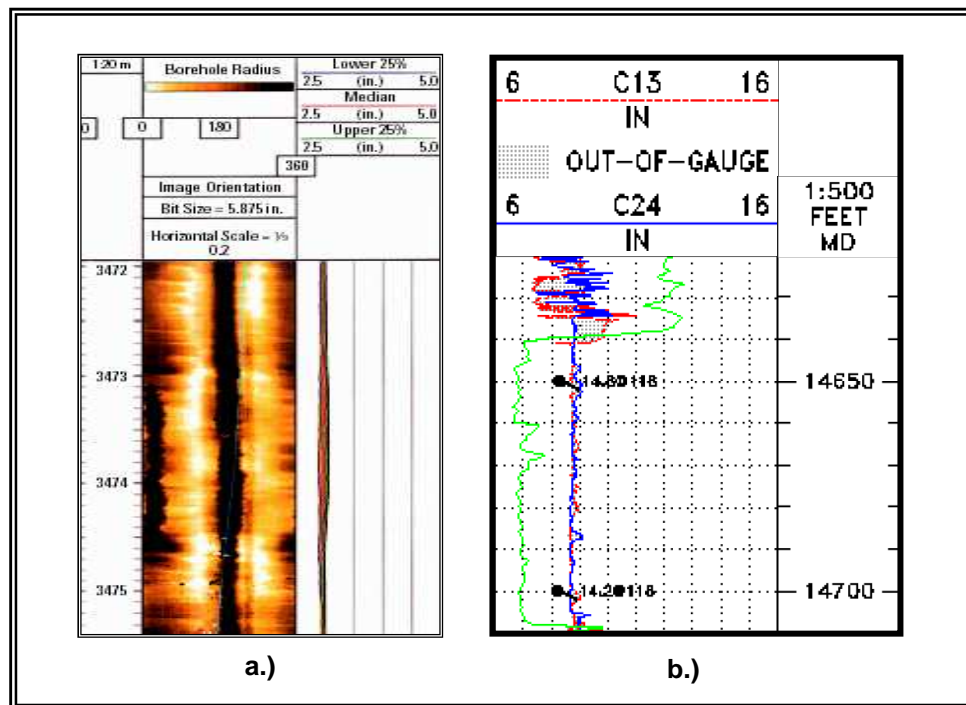 1:20 m
Borehole Radius
Lower 25%
2.5 (in.) 5.0
Median
2.5 (in.) 5.0
Upper 25%
2.5 (in.) 5.0
0
0
180
360
Image Orientation
Bit Size = 5.875 in.
Horizontal Scale =
0.2
3472
3473
3474
3475
a.)
6 C13 16
IN
OUT-OF-GAUGE
6 C24 16
IN
1:500
FEET
MD
14650
14700
b.)